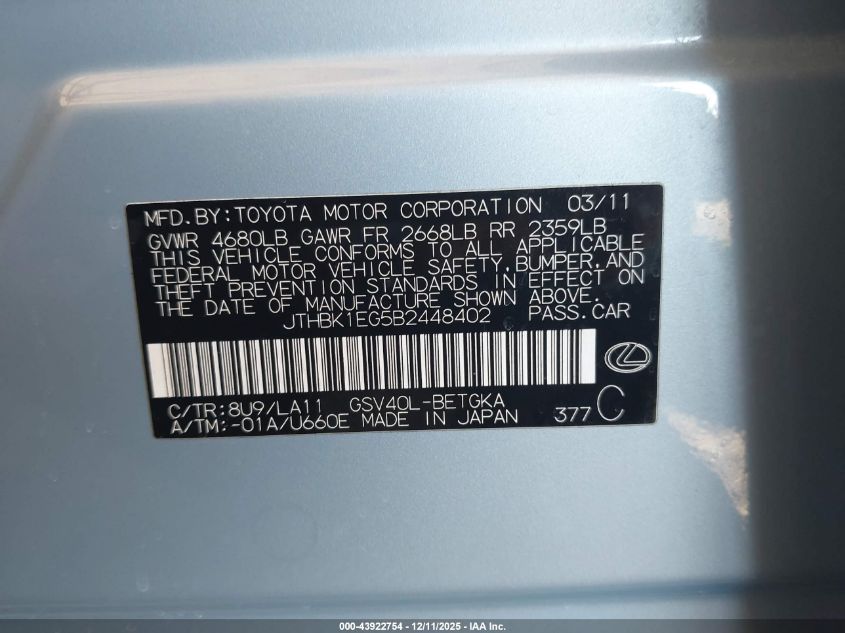 MFD. BY: TOYOTA MOTOR CORPORATION 03/11
GVWR 4680LB GAWR FR 2668LB RR 2359LB
THIS VEHICLE CONFORMS TO ALL APPLICABLE
FEDERAL MOTOR VEHICLE SAFETY, BUMPER, AND
THEFT PREVENTION STANDARDS IN EFFECT ON
THE DATE OF MANUFACTURE SHOWN ABOVE.
JTHBK1EG5B2448402 PASS. CAR
C/TR: 8U9/LA11 GSV40L-BETGKA
A/TM: -01A/U660E MADE IN JAPAN 377 C
000-43922754 - 12/11/2025 - IAA Inc.